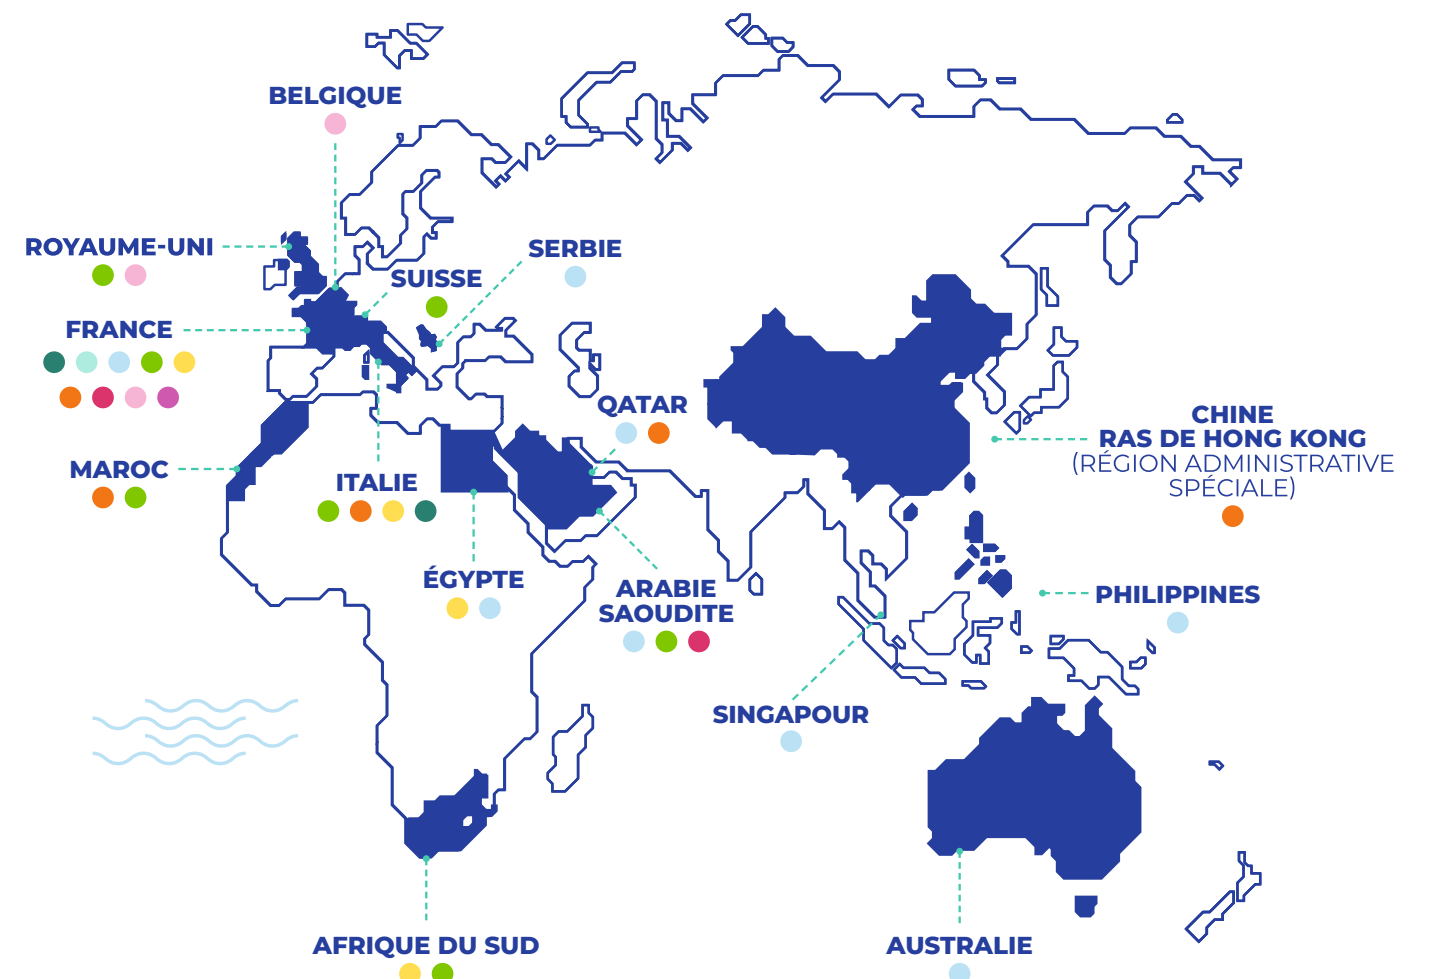 BELGIQUE
ROYAUME-UNI
SERBIE
SUISSE
FRANCE
QATAR
CHINE
RAS DE HONG KONG
(RÉGION ADMINISTRATIVE
SPÉCIALE)
MAROC
ITALIE
ÉGYPTE
ARABIE
SAOUDITE
PHILIPPINES
SINGAPOUR
AFRIQUE DU SUD
AUSTRALIE